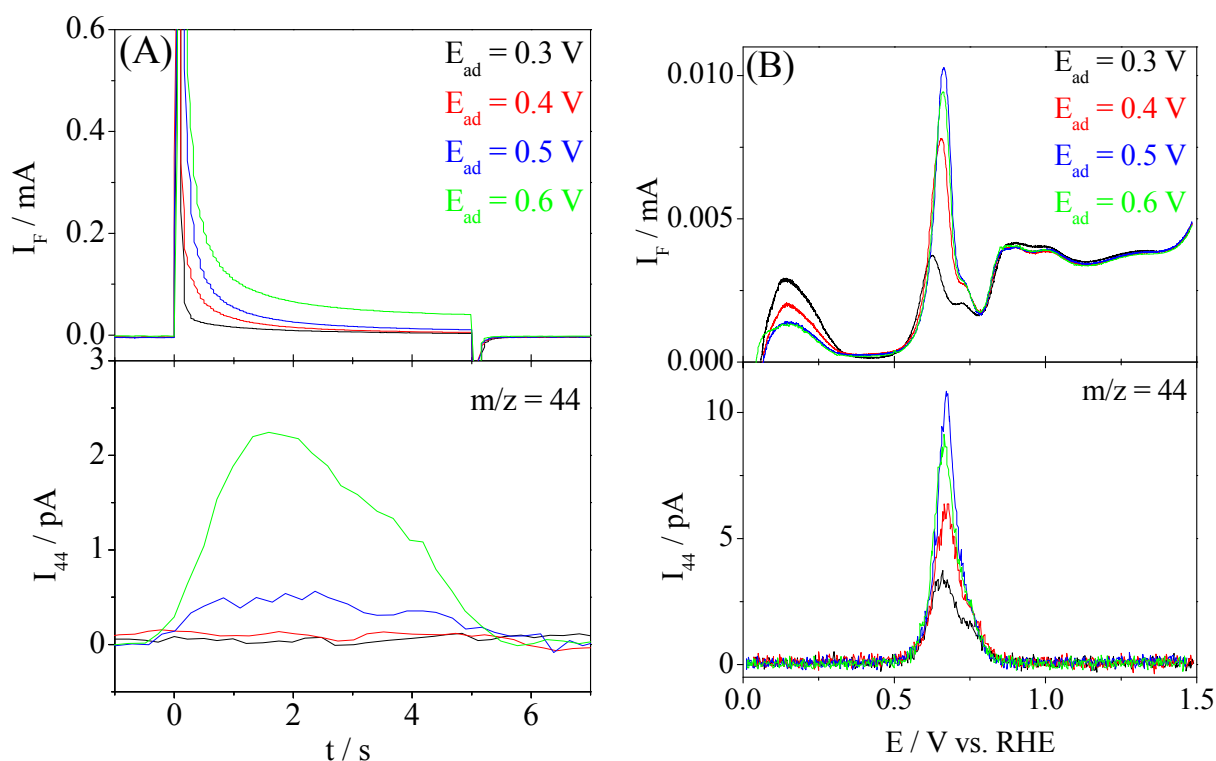 (A)
E_ad = 0.3 V
E_ad = 0.4 V
E_ad = 0.5 V
E_ad = 0.6 V
I_F / mA
0.6
0.4
0.2
0.0
m/z = 44
I_44 / pA
3
2
1
0
0 2 4 6
t / s
(B)
E_ad = 0.3 V
E_ad = 0.4 V
E_ad = 0.5 V
E_ad = 0.6 V
I_F / mA
0.010
0.005
0.000
m/z = 44
I_44 / pA
10
5
0
0.0 0.5 1.0 1.5
E / V vs. RHE